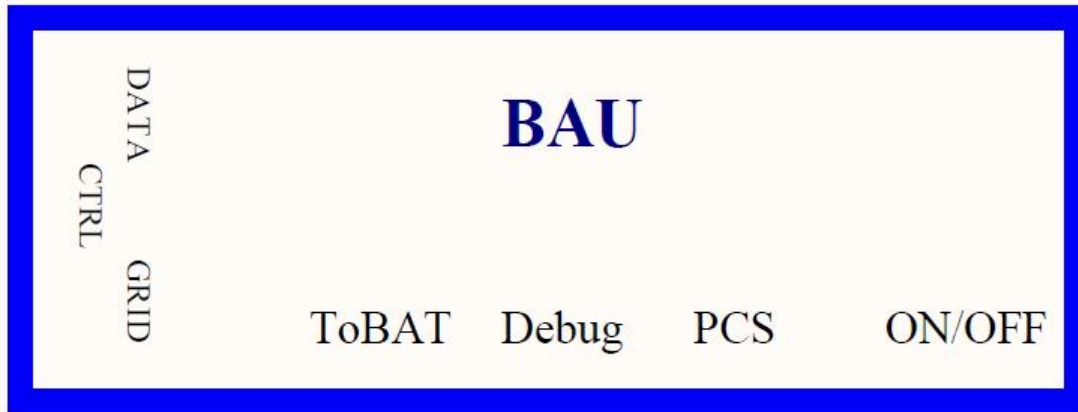 DATA
BAU
CTRL
GRID
ToBAT Debug PCS ON/OFF